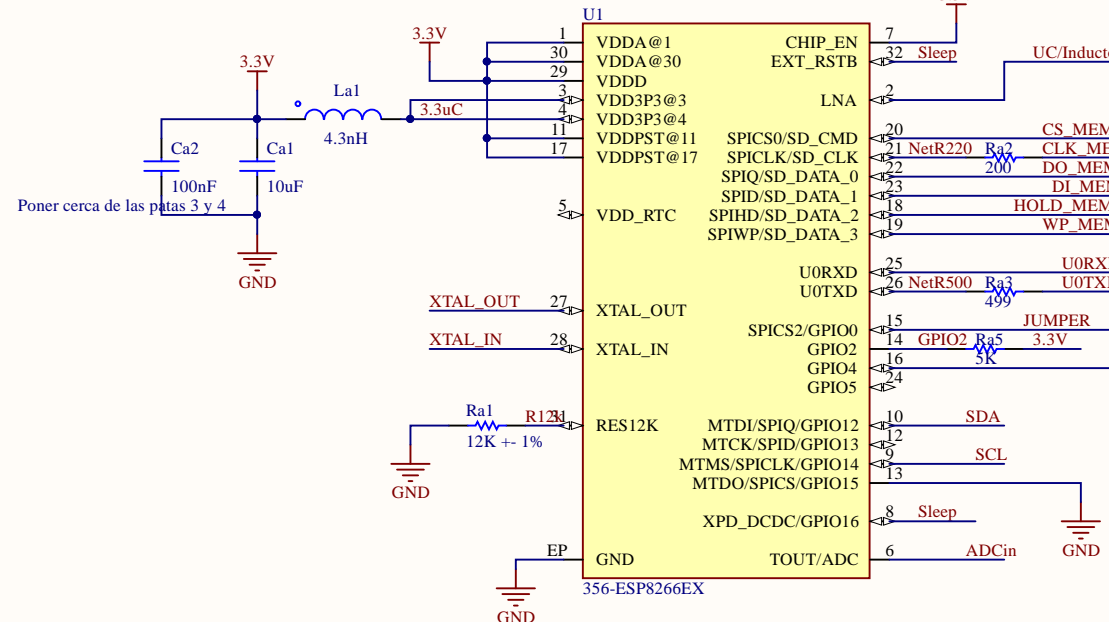 U1
3.3V
3.3V
La1
4.3nH
3.3uC
Ca2
100nF
Ca1
10uF
Poner cerca de las patas 3 y 4
GND
1 VDDA@1
30 VDDA@30
29 VDDD
3 VDD3P3@3
4 VDD3P3@4
11 VDDPST@11
17 VDDPST@17
5 VDD_RTC
XTAL_OUT 27 XTAL_OUT
XTAL_IN 28 XTAL_IN
Ra1
12K +- 1%
R12K 31 RES12K
GND
EP GND
GND
CHIP_EN 7
EXT_RSTB 32 Sleep
LNA 2 UC/Induct
SPICS0/SD_CMD 20 CS_MEM
SPICLK/SD_CLK 21 NetR220 Ra2 200 CLK_ME
SPIQ/SD_DATA_0 22 DO_MEM
SPID/SD_DATA_1 23 DI_MEM
SPIHD/SD_DATA_2 18 HOLD_MEM
SPIWP/SD_DATA_3 19 WP_MEM
U0RXD 25 U0RX
U0TXD 26 NetR500 Ra3 499 U0TX
SPICS2/GPIO0 15 JUMPER
GPIO2 14 GPIO2 Ra5 5K 3.3V
GPIO4 16
GPIO5 24
MTDI/SPIQ/GPIO12 10 SDA
MTCK/SPID/GPIO13 12
MTMS/SPICLK/GPIO14 9 SCL
MTDO/SPICS/GPIO15 13
GND
XPD_DCDC/GPIO16 8 Sleep
TOUT/ADC 6 ADCin
356-ESP8266EX